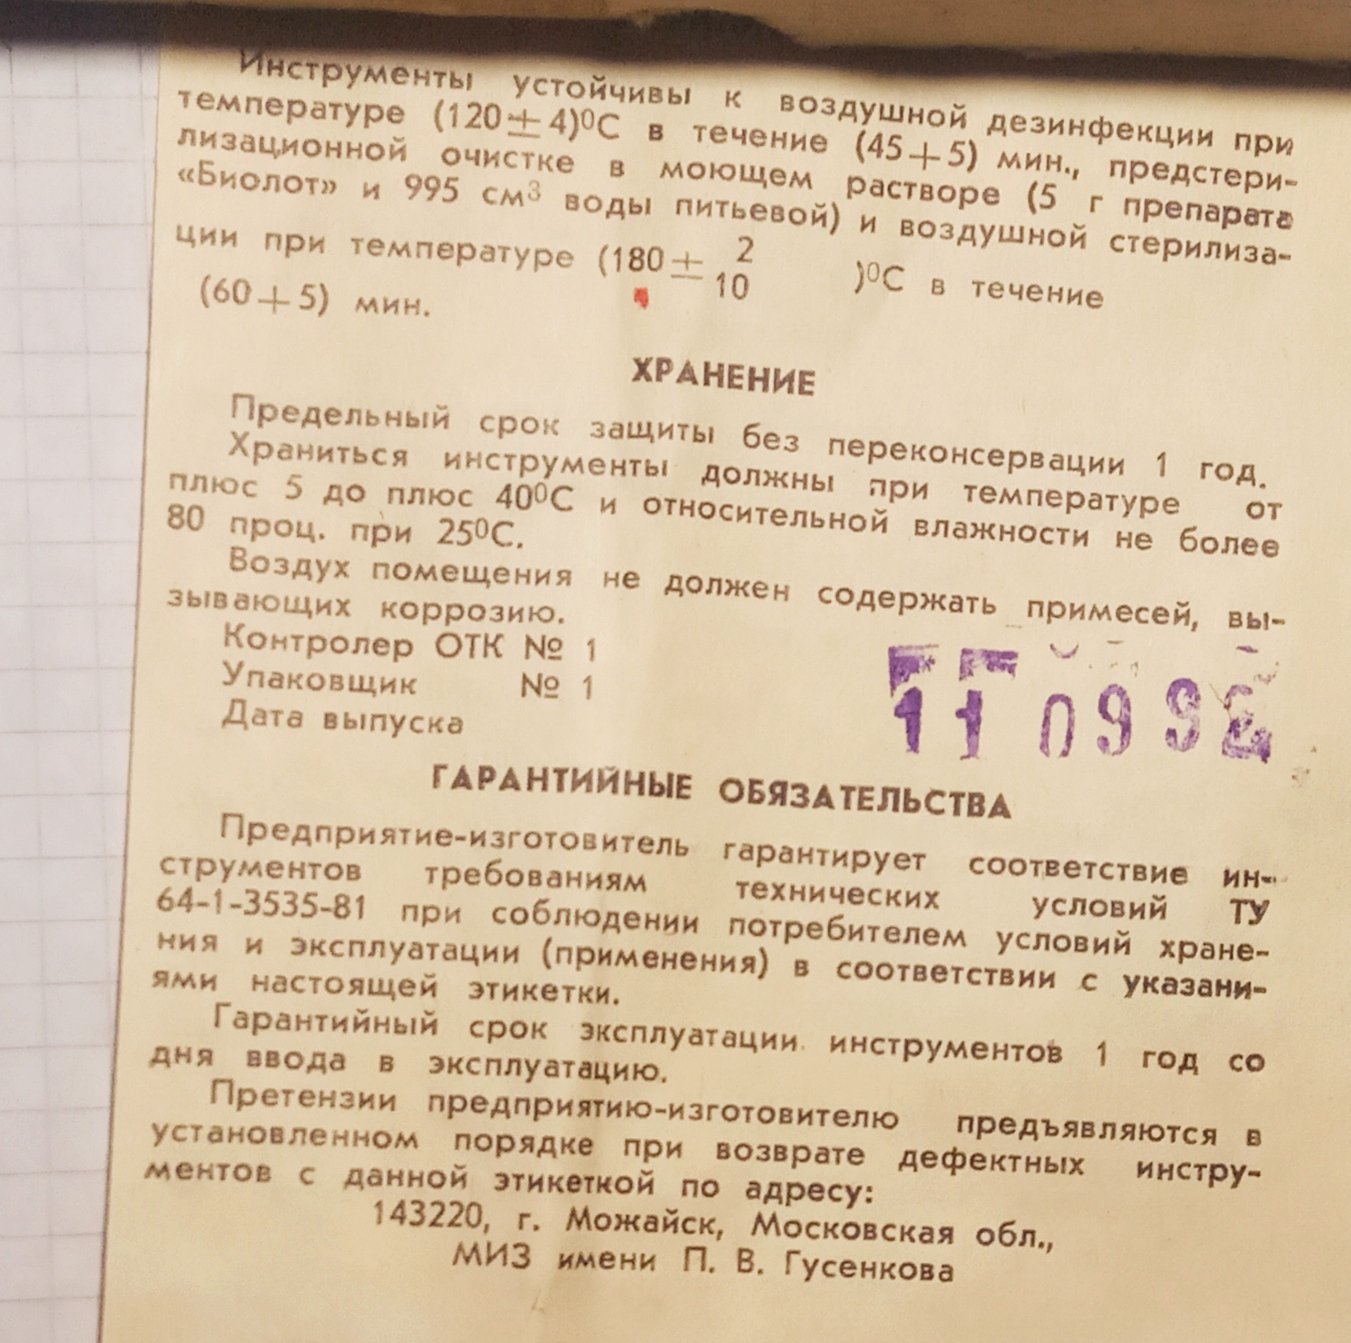 Инструменты устойчивы к воздушной дезинфекции при
температуре (120±4)⁰С в течение (45+5) мин., предстери-
лизационной очистке в моющем растворе (5 г препарата
«Биолот» и 995 см³ воды питьевой) и воздушной стерилиза-
ции при температуре (180± 2
10 )⁰С в течение
(60+5) мин.
ХРАНЕНИЕ
Предельный срок защиты без переконсервации 1 год.
Храниться инструменты должны при температуре от
плюс 5 до плюс 40⁰С и относительной влажности не более
80 проц. при 25⁰С.
Воздух помещения не должен содержать примесей, вы-
зывающих коррозию.
Контролер ОТК № 1
Упаковщик № 1
Дата выпуска 11 09 92
ГАРАНТИЙНЫЕ ОБЯЗАТЕЛЬСТВА
Предприятие-изготовитель гарантирует соответствие ин-
струментов требованиям технических условий ТУ
64-1-3535-81 при соблюдении потребителем условий хране-
ния и эксплуатации (применения) в соответствии с указани-
ями настоящей этикетки.
Гарантийный срок эксплуатации инструментов 1 год со
дня ввода в эксплуатацию.
Претензии предприятию-изготовителю предъявляются в
установленном порядке при возврате дефектных инстру-
ментов с данной этикеткой по адресу:
143220, г. Можайск, Московская обл.,
МИЗ имени П. В. Гусенкова